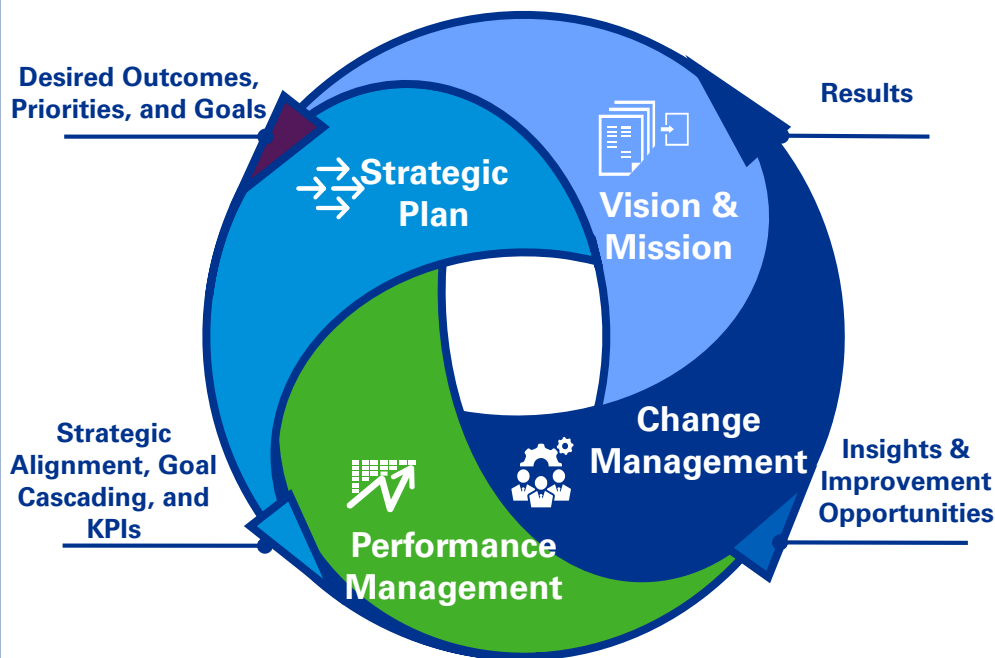 Desired Outcomes,
Priorities, and Goals
Results
Strategic
Plan
Vision &
Mission
Strategic
Alignment, Goal
Cascading, and
KPIs
Change
Management
Insights &
Improvement
Opportunities
Performance
Management